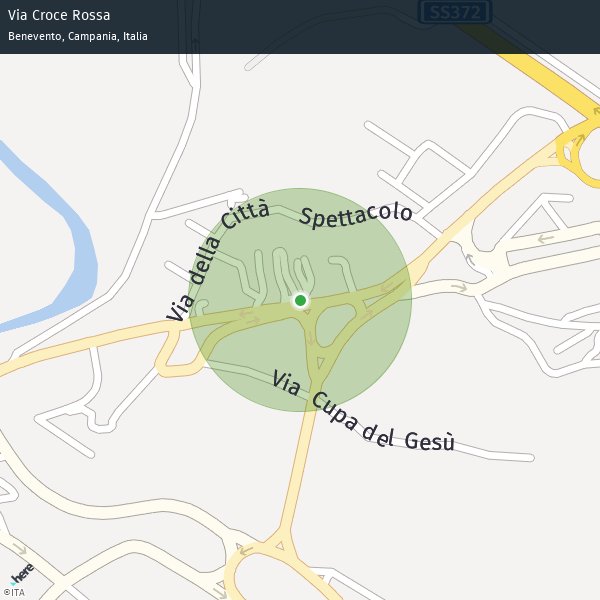 Via Croce Rossa
Benevento, Campania, Italia
SS372
Via della Città Spettacolo
Via Cupa del Gesù
here
©ITA